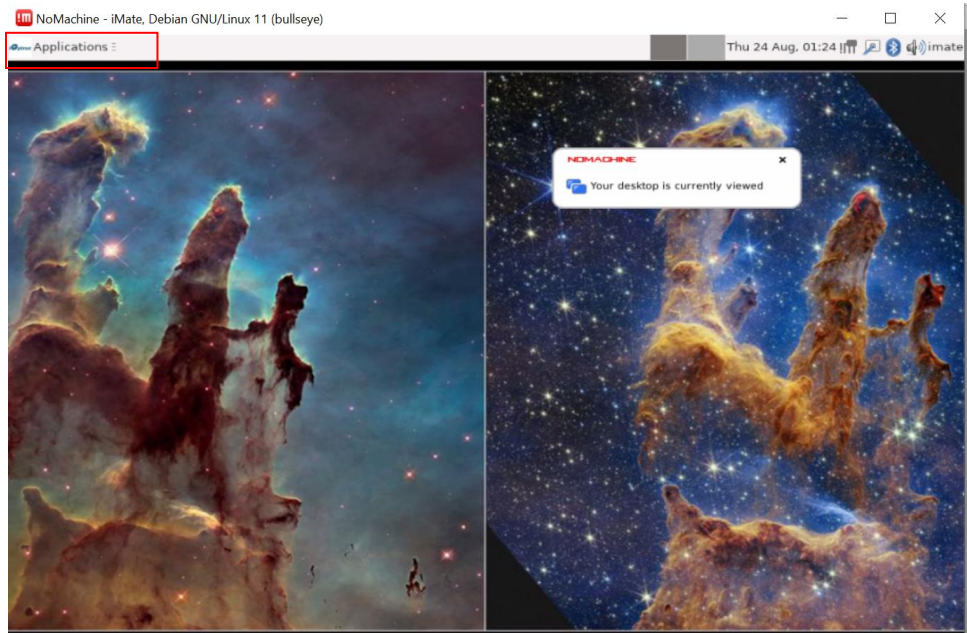 NoMachine - iMate, Debian GNU/Linux 11 (bullseye)
Applications
Thu 24 Aug, 01:24
imate
NOMACHINE
Your desktop is currently viewed